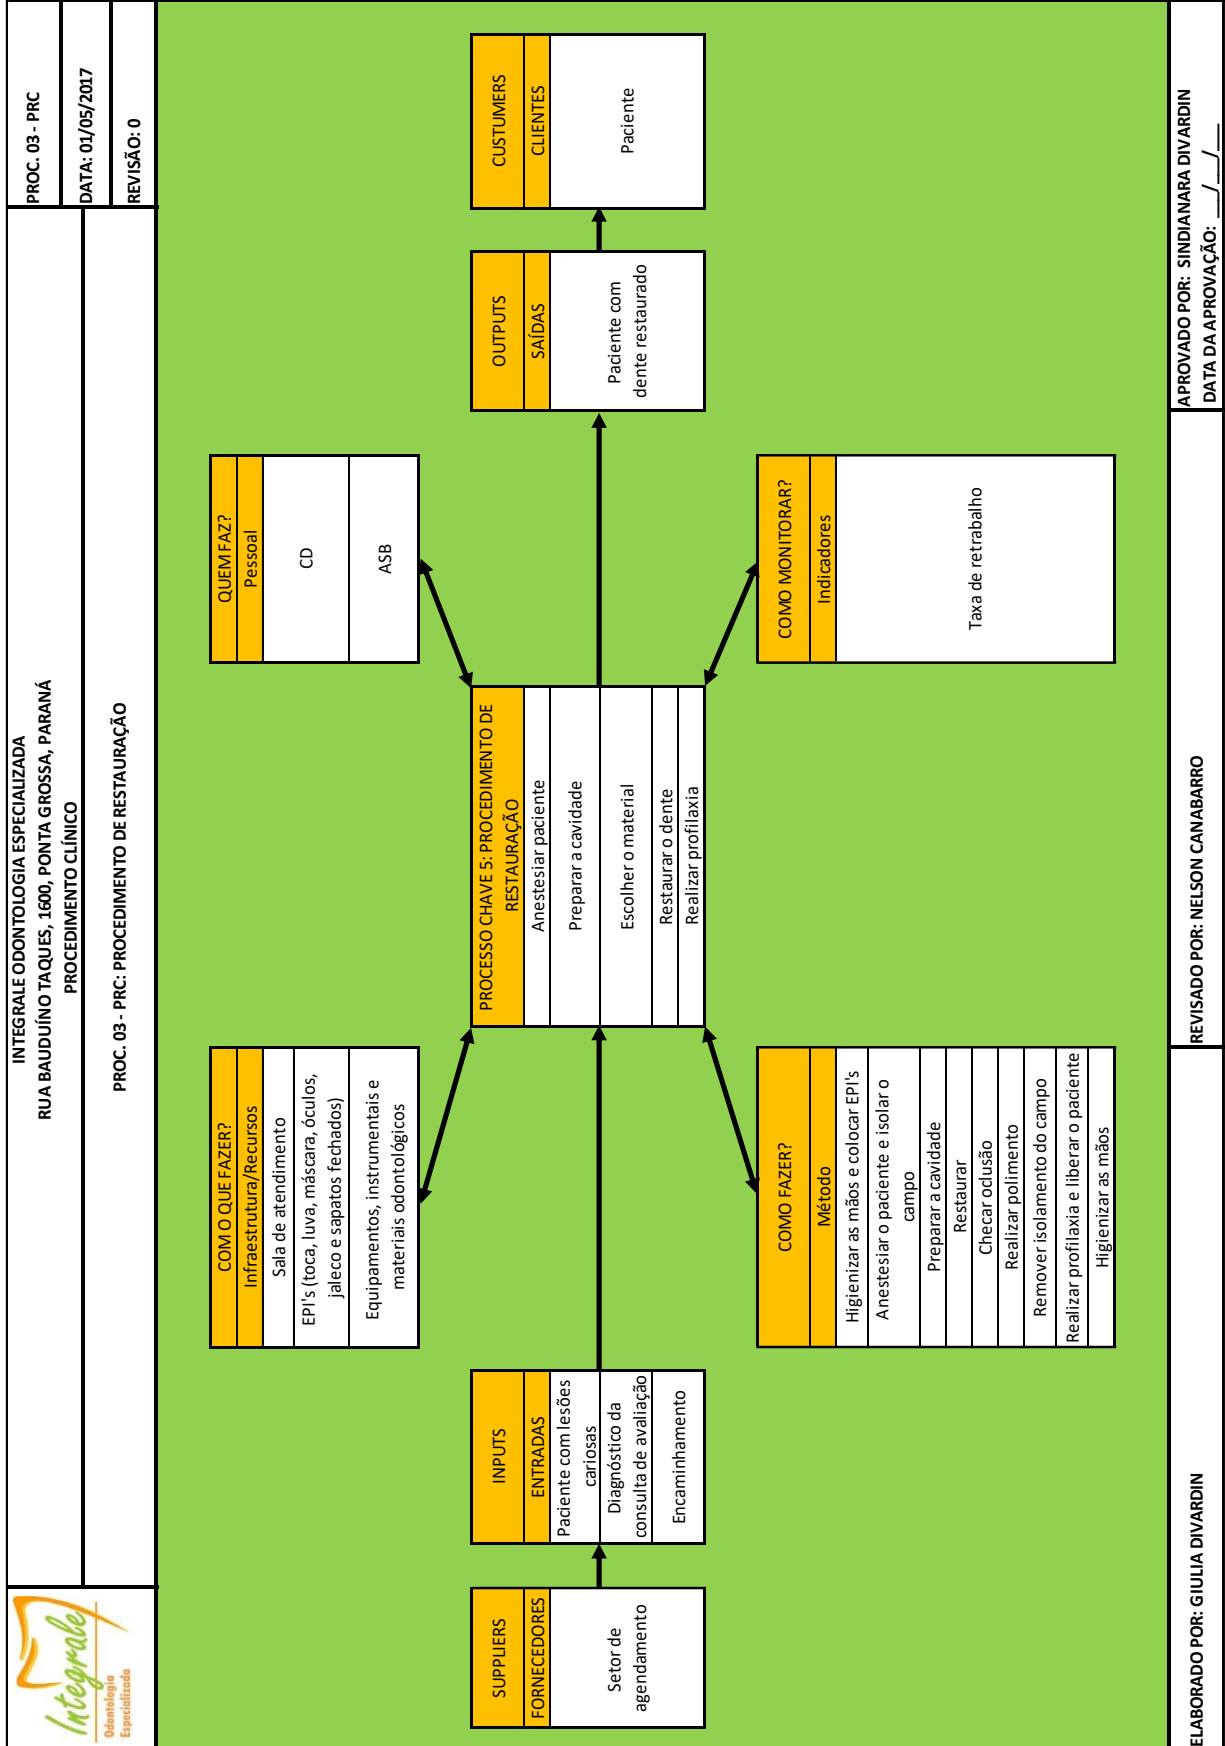 Integrale
Odontologia
Especializada
INTEGRALE ODONTOLOGIA ESPECIALIZADA
RUA BAUDUÍNO TAQUES, 1600, PONTA GROSSA, PARANÁ
PROCEDIMENTO CLÍNICO
PROC. 03 - PRC: PROCEDIMENTO DE RESTAURAÇÃO
PROC. 03 - PRC
DATA: 01/05/2017
REVISÃO: 0
COM O QUE FAZER?
Infraestrutura/Recursos
Sala de atendimento
EPI's (toca, luva, máscara, óculos,
jaleco e sapatos fechados)
Equipamentos, instrumentais e
materiais odontológicos
QUEM FAZ?
Pessoal
CD
ASB
SUPPLIERS
FORNECEDORES
Setor de
agendamento
INPUTS
ENTRADAS
Paciente com lesões
cariosas
Diagnóstico da
consulta de avaliação
Encaminhamento
PROCESSO CHAVE 5: PROCEDIMENTO DE
RESTAURAÇÃO
Anestesiar paciente
Preparar a cavidade
Escolher o material
Restaurar o dente
Realizar profilaxia
OUTPUTS
SAÍDAS
Paciente com
dente restaurado
CUSTUMERS
CLIENTES
Paciente
COMO FAZER?
Método
Higienizar as mãos e colocar EPI's
Anestesiar o paciente e isolar o
campo
Preparar a cavidade
Restaurar
Checar oclusão
Realizar polimento
Remover isolamento do campo
Realizar profilaxia e liberar o paciente
Higienizar as mãos
COMO MONITORAR?
Indicadores
Taxa de retrabalho
ELABORADO POR: GIULIA DIVARDIN
REVISADO POR: NELSON CANABARRO
APROVADO POR: SINDIANARA DIVARDIN
DATA DA APROVAÇÃO: __/__/__